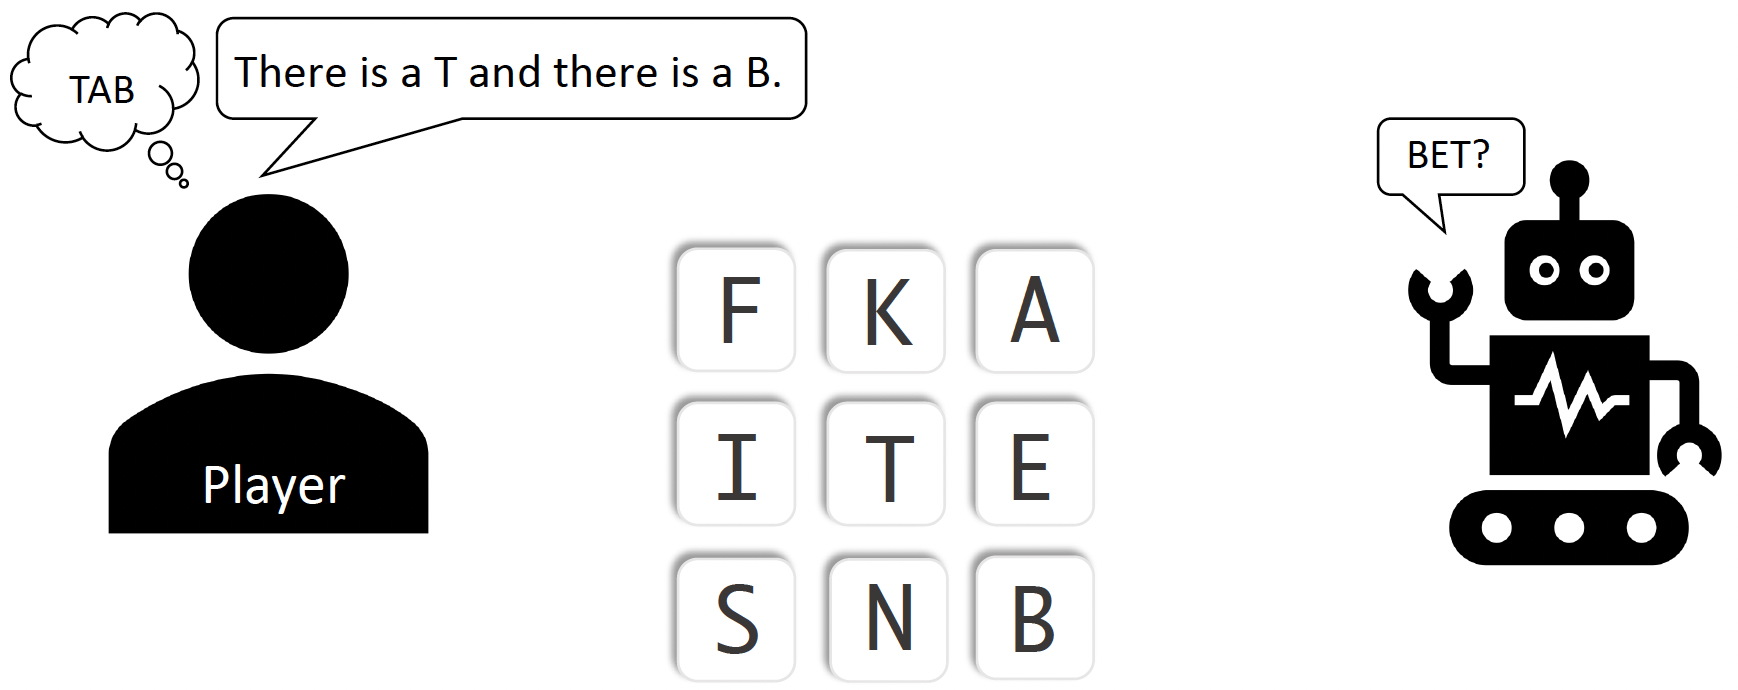 TAB
There is a T and there is a B.
BET?
F K A
I T E
S N B
Player